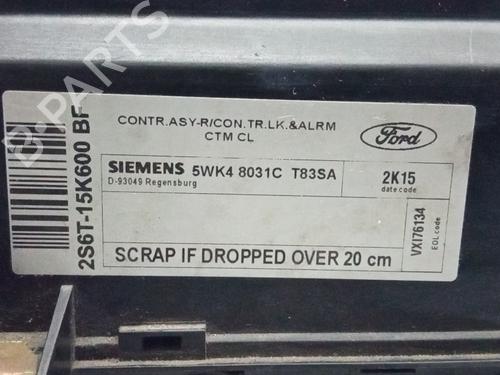 B-PARTS
2S6T-15K600 BF
CONTR.ASY-R/CON.TR.LK.&ALRM
CTM CL
Ford
SIEMENS 5WK4 8031C T83SA
D-93049 Regensburg
2K15
date code
VXI76134
EOL code
SCRAP IF DROPPED OVER 20 cm